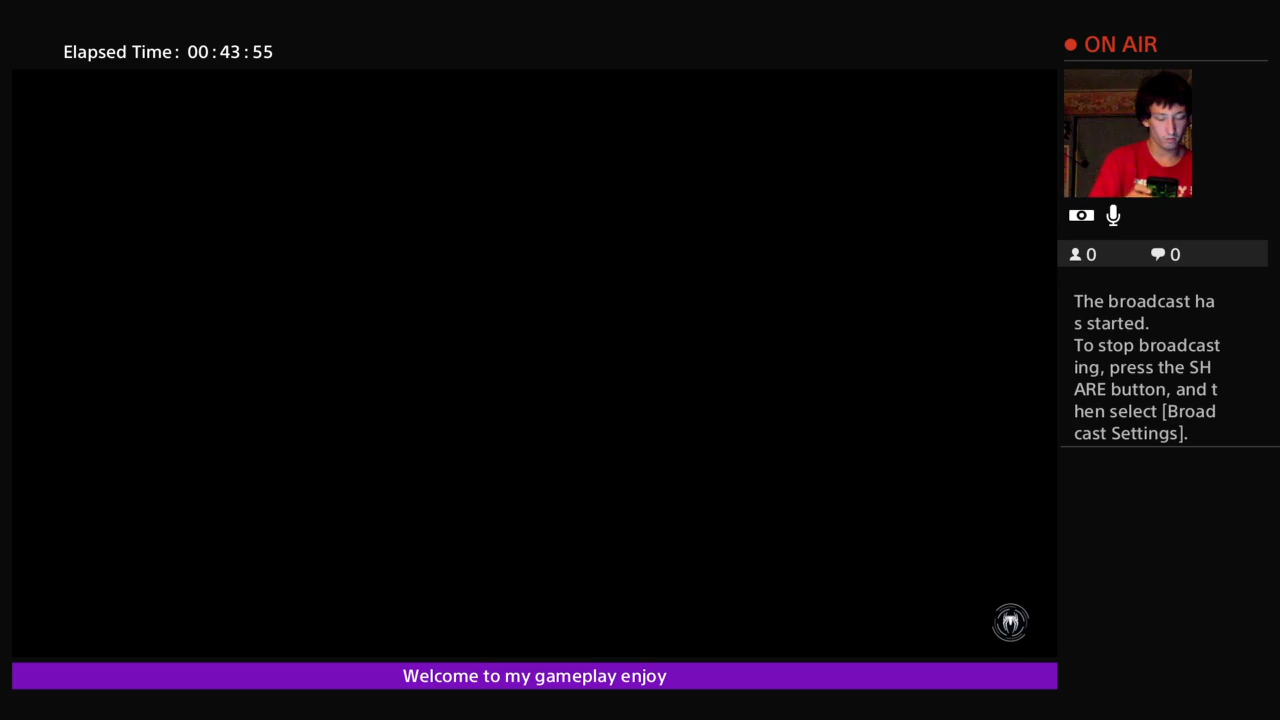 Elapsed Time: 00:43:55
ON AIR
0 0
The broadcast ha
s started.
To stop broadcast
ing, press the SH
ARE button, and t
hen select [Broad
cast Settings].
Welcome to my gameplay enjoy